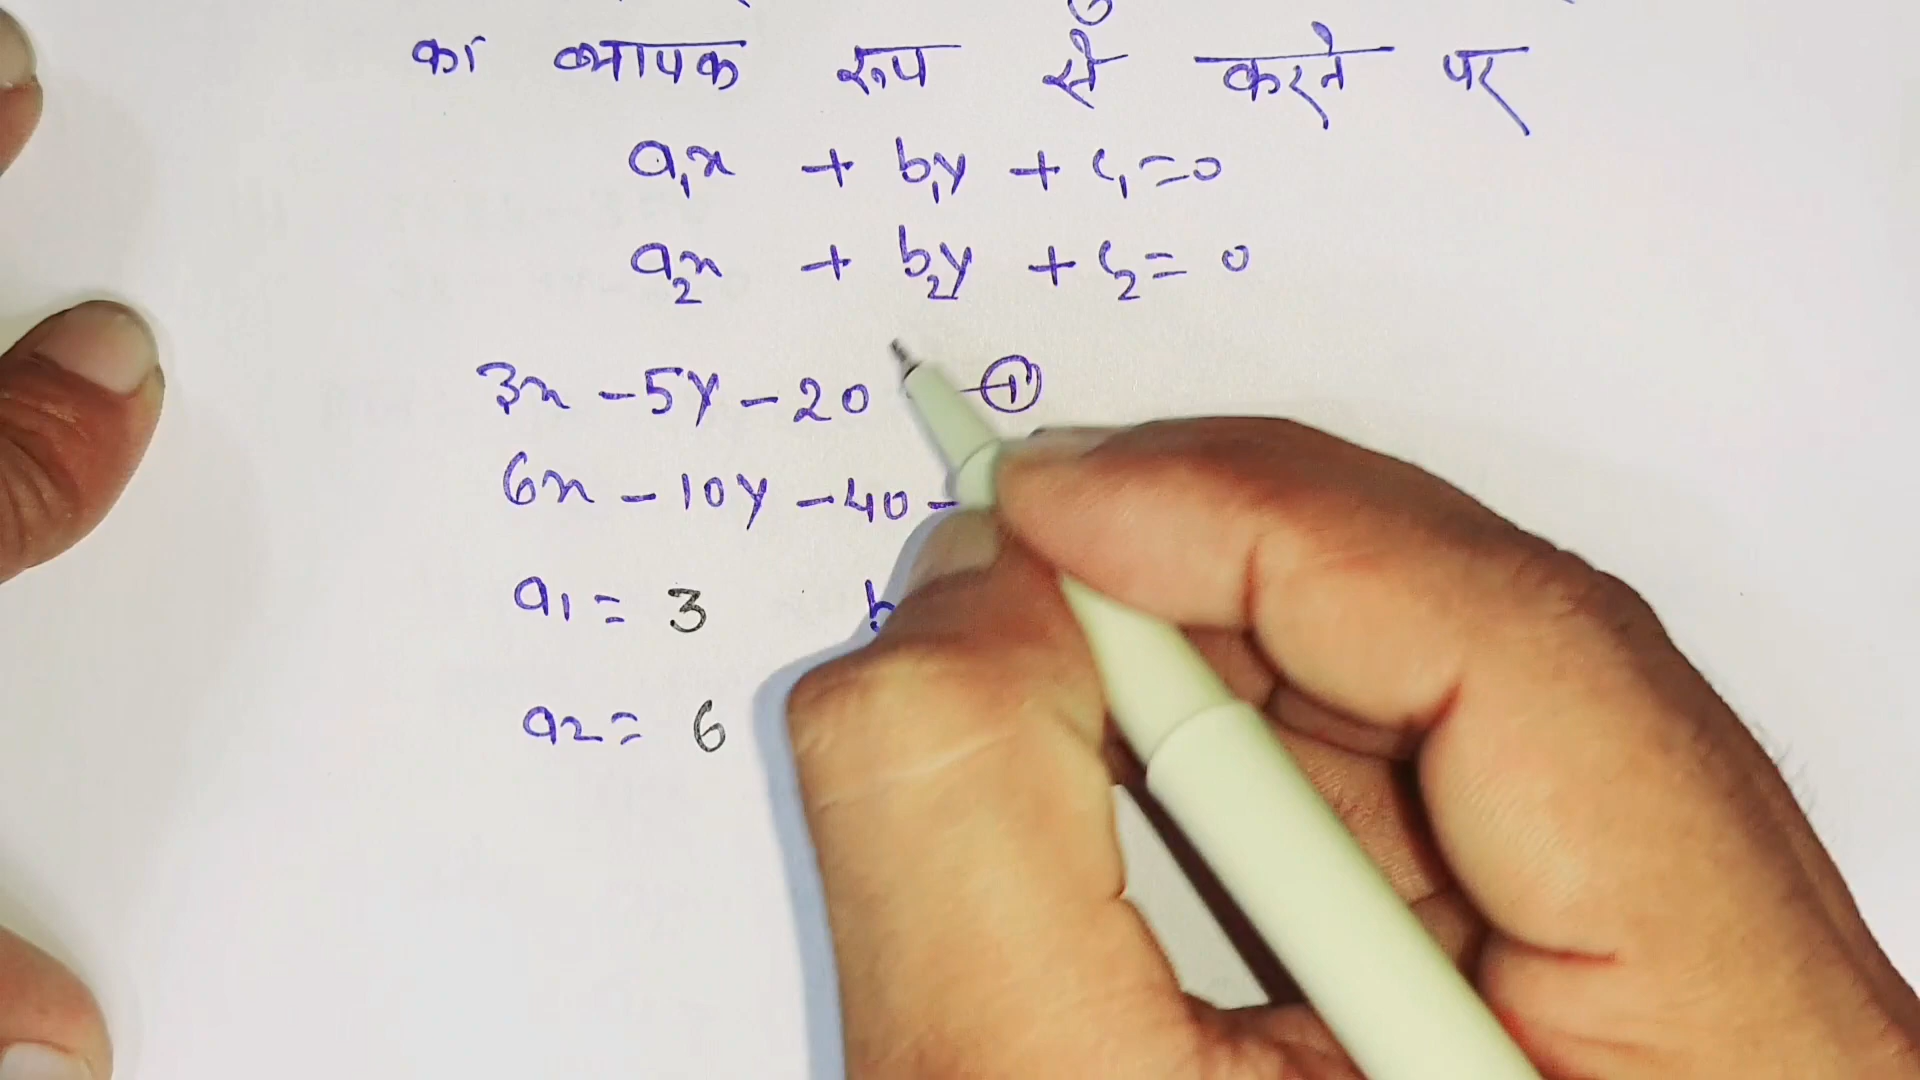 का व्यापक रूप से करने पर
a₁x + b₁y + c₁=0
a₂x + b₂y + c₂= 0
3x - 5y - 20 - ①
6x - 10y - 40 -
a₁ = 3 b
a₂ = 6